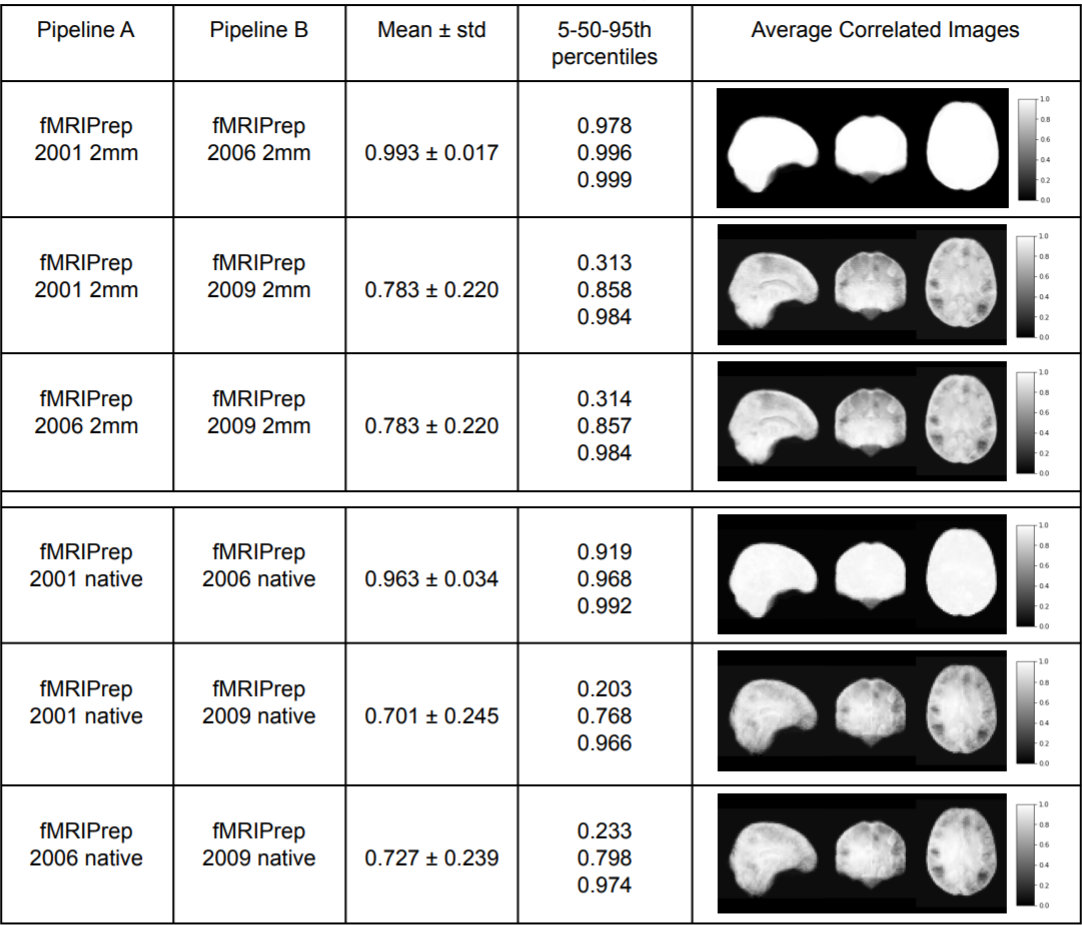 Pipeline A
Pipeline B
Mean ± std
5-50-95th
percentiles
Average Correlated Images
fMRIPrep
2001 2mm
fMRIPrep
2006 2mm
0.993 ± 0.017
0.978
0.996
0.999
1.0
0.8
0.6
0.4
0.2
0.0
fMRIPrep
2001 2mm
fMRIPrep
2009 2mm
0.783 ± 0.220
0.313
0.858
0.984
1.0
0.8
0.6
0.4
0.2
0.0
fMRIPrep
2006 2mm
fMRIPrep
2009 2mm
0.783 ± 0.220
0.314
0.857
0.984
1.0
0.8
0.6
0.4
0.2
0.0
fMRIPrep
2001 native
fMRIPrep
2006 native
0.963 ± 0.034
0.919
0.968
0.992
1.0
0.8
0.6
0.4
0.2
0.0
fMRIPrep
2001 native
fMRIPrep
2009 native
0.701 ± 0.245
0.203
0.768
0.966
1.0
0.8
0.6
0.4
0.2
0.0
fMRIPrep
2006 native
fMRIPrep
2009 native
0.727 ± 0.239
0.233
0.798
0.974
1.0
0.8
0.6
0.4
0.2
0.0